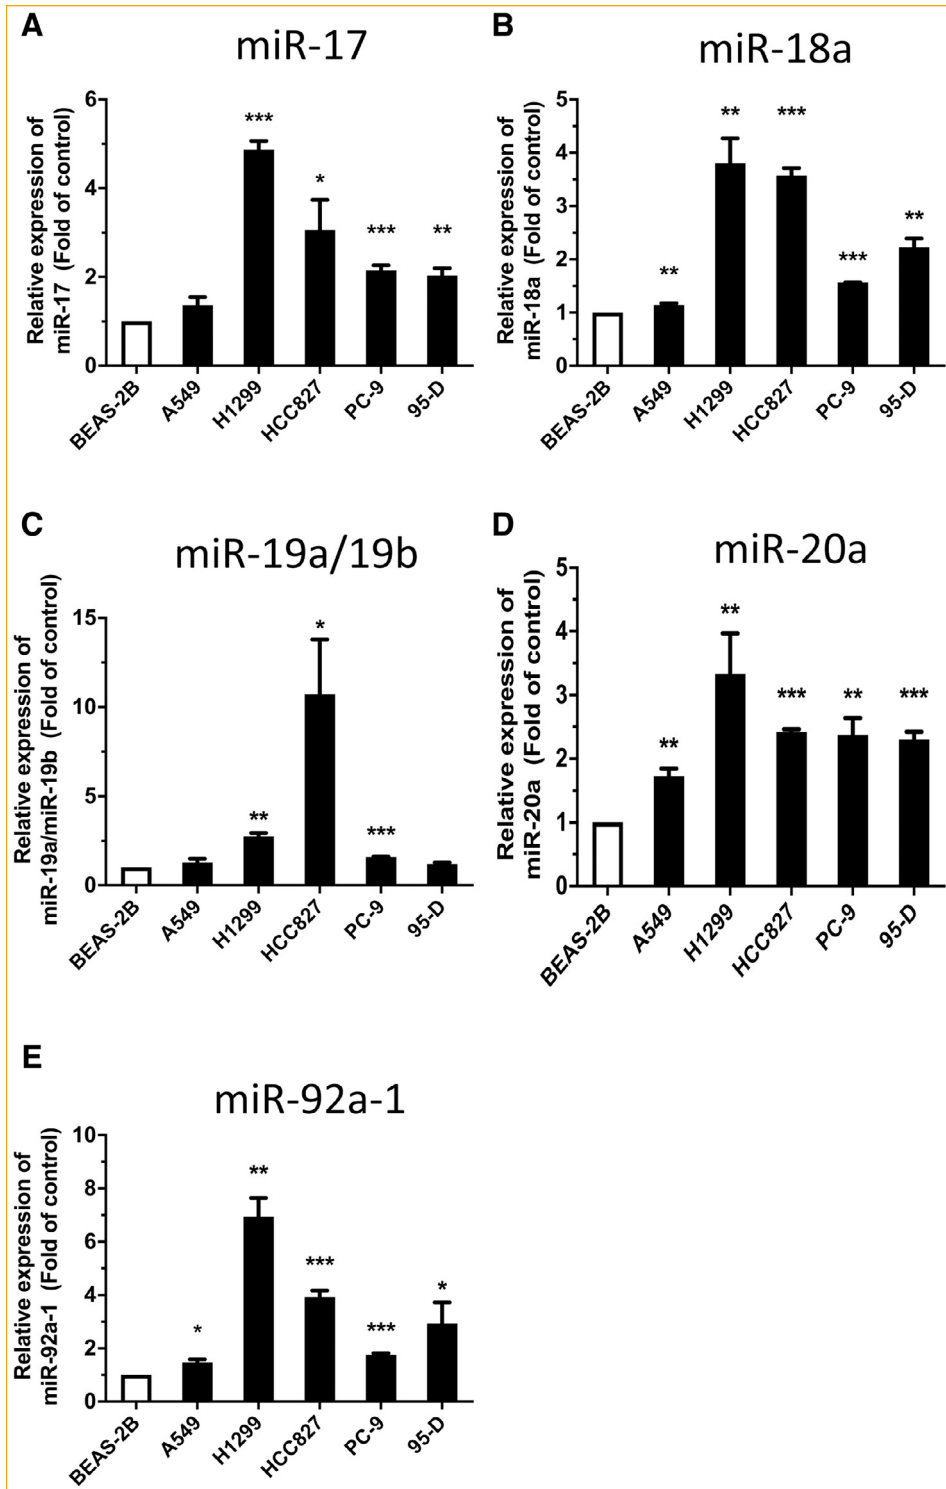 A
miR-17
Relative expression of
miR-17 (Fold of control)
6
4
2
0
***
*
***
**
BEAS-2B
A549
H1299
HCC827
PC-9
95-D
B
miR-18a
Relative expression of
miR-18a (Fold of control)
5
4
3
2
1
0
**
**
***
***
**
BEAS-2B
A549
H1299
HCC827
PC-9
95-D
C
miR-19a/19b
Relative expression of
miR-19a/miR-19b (Fold of control)
15
10
5
0
**
*
***
BEAS-2B
A549
H1299
HCC827
PC-9
95-D
D
miR-20a
Relative expression of
miR-20a (Fold of control)
5
4
3
2
1
0
**
**
***
**
***
BEAS-2B
A549
H1299
HCC827
PC-9
95-D
E
miR-92a-1
Relative expression of
miR-92a-1 (Fold of control)
10
8
6
4
2
0
*
**
***
***
*
BEAS-2B
A549
H1299
HCC827
PC-9
95-D